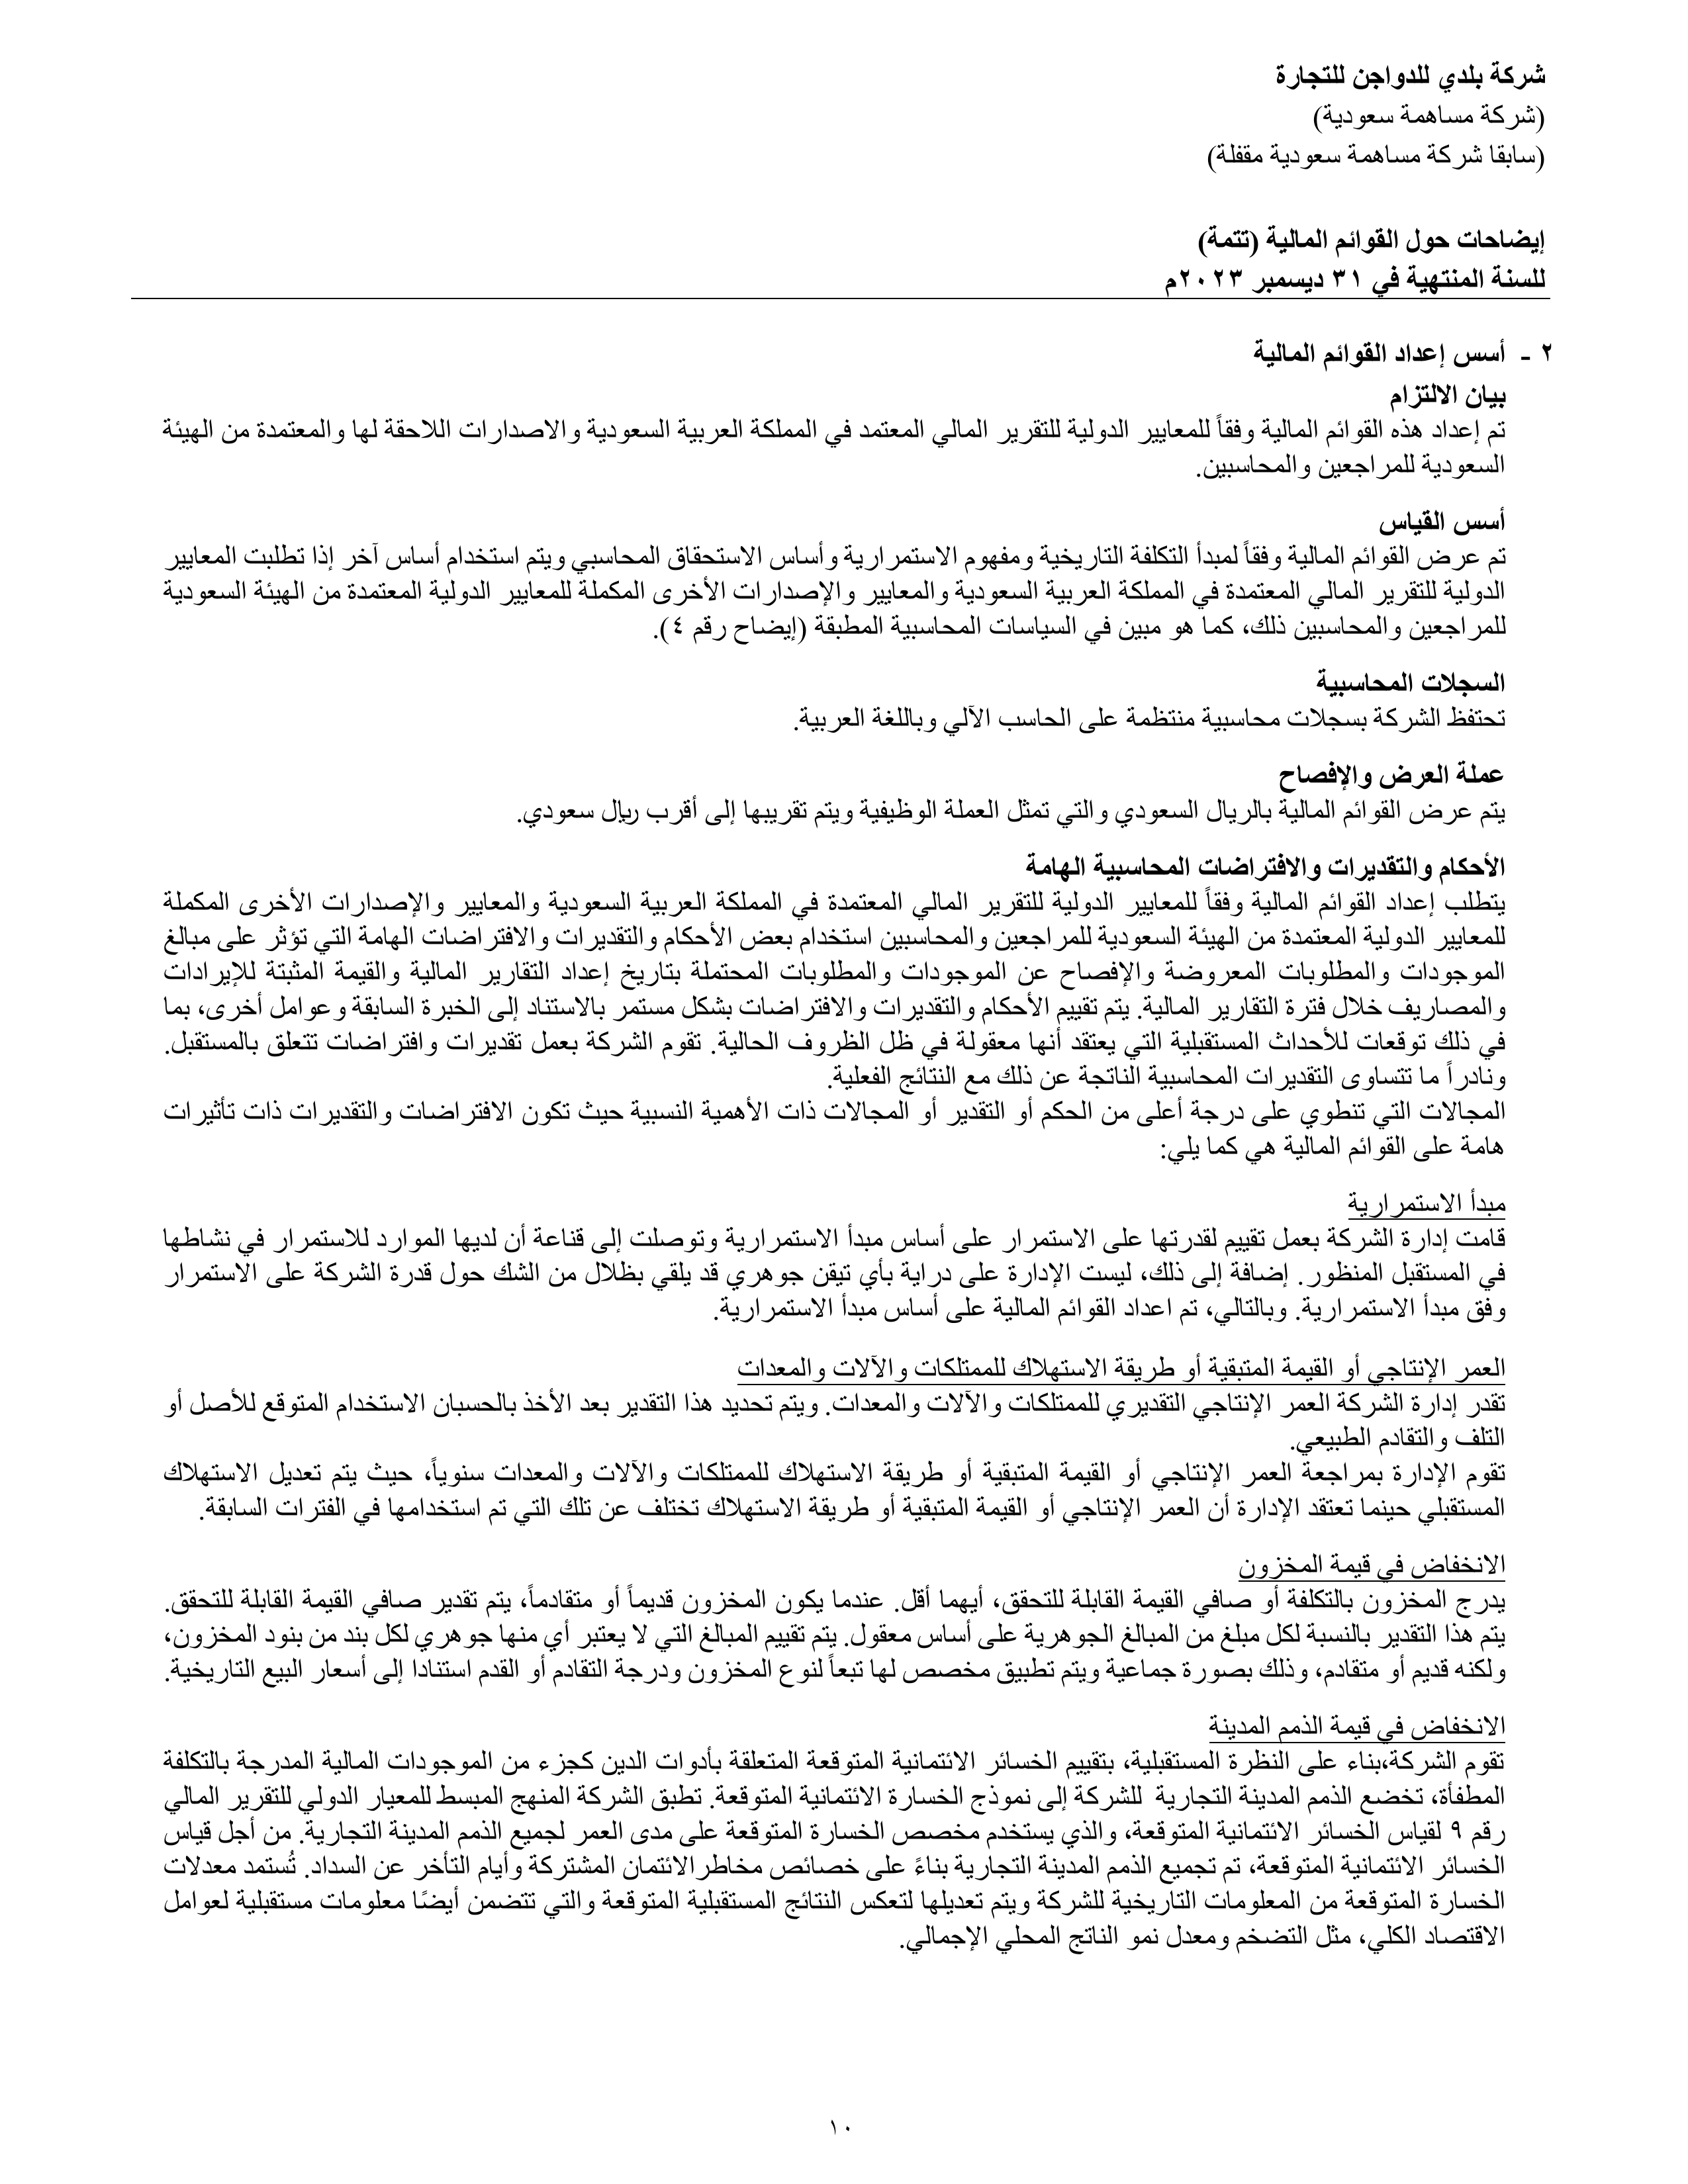 شركة بلدي للدواجن للتجارة
(شركة مساهمة سعودية)
(سابقا شركة مساهمة سعودية مقفلة)
إيضاحات حول القوائم المالية (تتمة)
للسنة المنتهية في ٣١ ديسمبر ٢٠٢٣م
٢ - أسس إعداد القوائم المالية
بيان الالتزام
تم إعداد هذه القوائم المالية وفقاً للمعايير الدولية للتقرير المالي المعتمد في المملكة العربية السعودية والاصدارات اللاحقة لها والمعتمدة من الهيئة
السعودية للمراجعين والمحاسبين.
أسس القياس
تم عرض القوائم المالية وفقاً لمبدأ التكلفة التاريخية ومفهوم الاستمرارية وأساس الاستحقاق المحاسبي ويتم استخدام أساس آخر إذا تطلبت المعايير
الدولية للتقرير المالي المعتمدة في المملكة العربية السعودية والمعايير والإصدارات الأخرى المكملة للمعايير الدولية المعتمدة من الهيئة السعودية
للمراجعين والمحاسبين ذلك، كما هو مبين في السياسات المحاسبية المطبقة (إيضاح رقم ٤).
السجلات المحاسبية
تحتفظ الشركة بسجلات محاسبية منتظمة على الحاسب الآلي وباللغة العربية.
عملة العرض والإفصاح
يتم عرض القوائم المالية بالريال السعودي والتي تمثل العملة الوظيفية ويتم تقريبها إلى أقرب ريال سعودي.
الأحكام والتقديرات والافتراضات المحاسبية الهامة
يتطلب إعداد القوائم المالية وفقاً للمعايير الدولية للتقرير المالي المعتمدة في المملكة العربية السعودية والمعايير والإصدارات الأخرى المكملة
للمعايير الدولية المعتمدة من الهيئة السعودية للمراجعين والمحاسبين استخدام بعض الأحكام والتقديرات والافتراضات الهامة التي تؤثر على مبالغ
الموجودات والمطلوبات المعروضة والإفصاح عن الموجودات والمطلوبات المحتملة بتاريخ إعداد التقارير المالية والقيمة المثبتة للإيرادات
والمصاريف خلال فترة التقارير المالية. يتم تقييم الأحكام والتقديرات والافتراضات بشكل مستمر بالاستناد إلى الخبرة السابقة وعوامل أخرى، بما
في ذلك توقعات للأحداث المستقبلية التي يعتقد أنها معقولة في ظل الظروف الحالية. تقوم الشركة بعمل تقديرات وافتراضات تتعلق بالمستقبل.
ونادراً ما تتساوى التقديرات المحاسبية الناتجة عن ذلك مع النتائج الفعلية.
المجالات التي تنطوي على درجة أعلى من الحكم أو التقدير أو المجالات ذات الأهمية النسبية حيث تكون الافتراضات والتقديرات ذات تأثيرات
هامة على القوائم المالية هي كما يلي:
مبدأ الاستمرارية
قامت إدارة الشركة بعمل تقييم لقدرتها على الاستمرار على أساس مبدأ الاستمرارية وتوصلت إلى قناعة أن لديها الموارد للاستمرار في نشاطها
في المستقبل المنظور. إضافة إلى ذلك، ليست الإدارة على دراية بأي تيقن جوهري قد يلقي بظلال من الشك حول قدرة الشركة على الاستمرار
وفق مبدأ الاستمرارية. وبالتالي، تم اعداد القوائم المالية على أساس مبدأ الاستمرارية.
العمر الإنتاجي أو القيمة المتبقية أو طريقة الاستهلاك للممتلكات والآلات والمعدات
تقدر إدارة الشركة العمر الإنتاجي التقديري للممتلكات والآلات والمعدات. ويتم تحديد هذا التقدير بعد الأخذ بالحسبان الاستخدام المتوقع للأصل أو
التلف والتقادم الطبيعي.
تقوم الإدارة بمراجعة العمر الإنتاجي أو القيمة المتبقية أو طريقة الاستهلاك للممتلكات والآلات والمعدات سنوياً، حيث يتم تعديل الاستهلاك
المستقبلي حينما تعتقد الإدارة أن العمر الإنتاجي أو القيمة المتبقية أو طريقة الاستهلاك تختلف عن تلك التي تم استخدامها في الفترات السابقة.
الانخفاض في قيمة المخزون
يدرج المخزون بالتكلفة أو صافي القيمة القابلة للتحقق، أيهما أقل. عندما يكون المخزون قديماً أو متقادماً، يتم تقدير صافي القيمة القابلة للتحقق.
يتم هذا التقدير بالنسبة لكل مبلغ من المبالغ الجوهرية على أساس معقول. يتم تقييم المبالغ التي لا يعتبر أي منها جوهري لكل بند من بنود المخزون،
ولكنه قديم أو متقادم، وذلك بصورة جماعية ويتم تطبيق مخصص لها تبعاً لنوع المخزون ودرجة التقادم أو القدم استنادا إلى أسعار البيع التاريخية.
الانخفاض في قيمة الذمم المدينة
تقوم الشركة،بناء على النظرة المستقبلية، بتقييم الخسائر الائتمانية المتوقعة المتعلقة بأدوات الدين كجزء من الموجودات المالية المدرجة بالتكلفة
المطفأة، تخضع الذمم المدينة التجارية للشركة إلى نموذج الخسارة الائتمانية المتوقعة. تطبق الشركة المنهج المبسط للمعيار الدولي للتقرير المالي
رقم ٩ لقياس الخسائر الائتمانية المتوقعة، والذي يستخدم مخصص الخسارة المتوقعة على مدى العمر لجميع الذمم المدينة التجارية. من أجل قياس
الخسائر الائتمانية المتوقعة، تم تجميع الذمم المدينة التجارية بناءً على خصائص مخاطرالائتمان المشتركة وأيام التأخر عن السداد. تُستمد معدلات
الخسارة المتوقعة من المعلومات التاريخية للشركة ويتم تعديلها لتعكس النتائج المستقبلية المتوقعة والتي تتضمن أيضًا معلومات مستقبلية لعوامل
الاقتصاد الكلي، مثل التضخم ومعدل نمو الناتج المحلي الإجمالي.
١٠